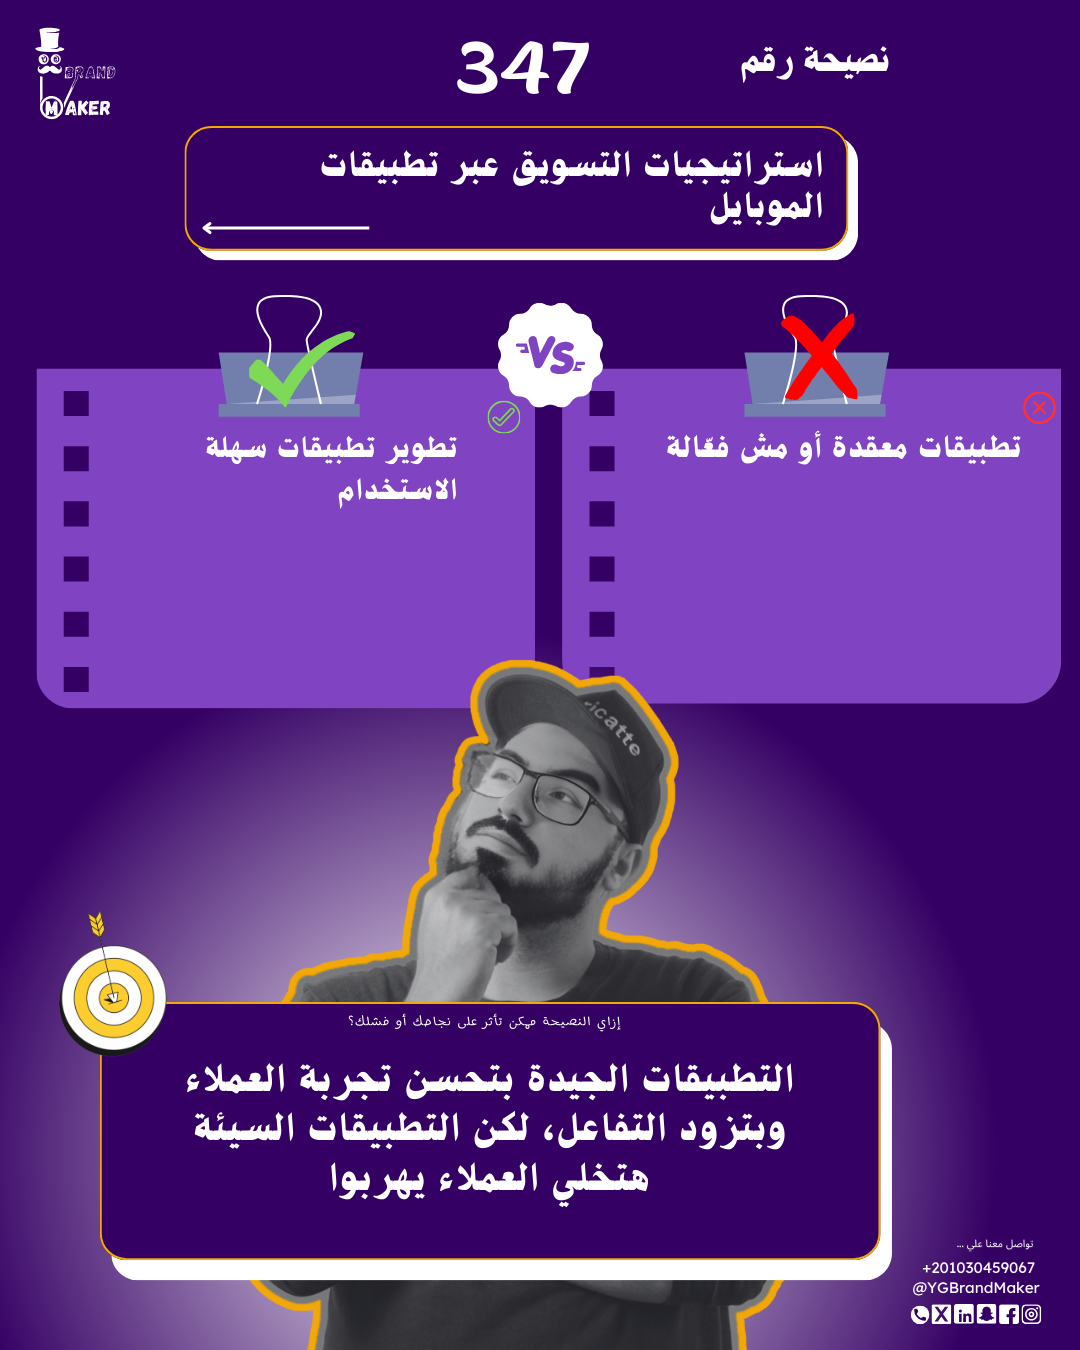 BRAND
MAKER
نصيحة رقم
347
استراتيجيات التسويق عبر تطبيقات
الموبايل
VS
تطبيقات معقدة أو مش فعّالة
تطوير تطبيقات سهلة
الاستخدام
icatte
إزاي النصيحة ممكن تأثر على نجاحك أو فشلك؟
التطبيقات الجيدة بتحسن تجربة العملاء
وبتزود التفاعل، لكن التطبيقات السيئة
هتخلي العملاء يهربوا
تواصل معنا علي ...
+201030459067
@YGBrandMaker